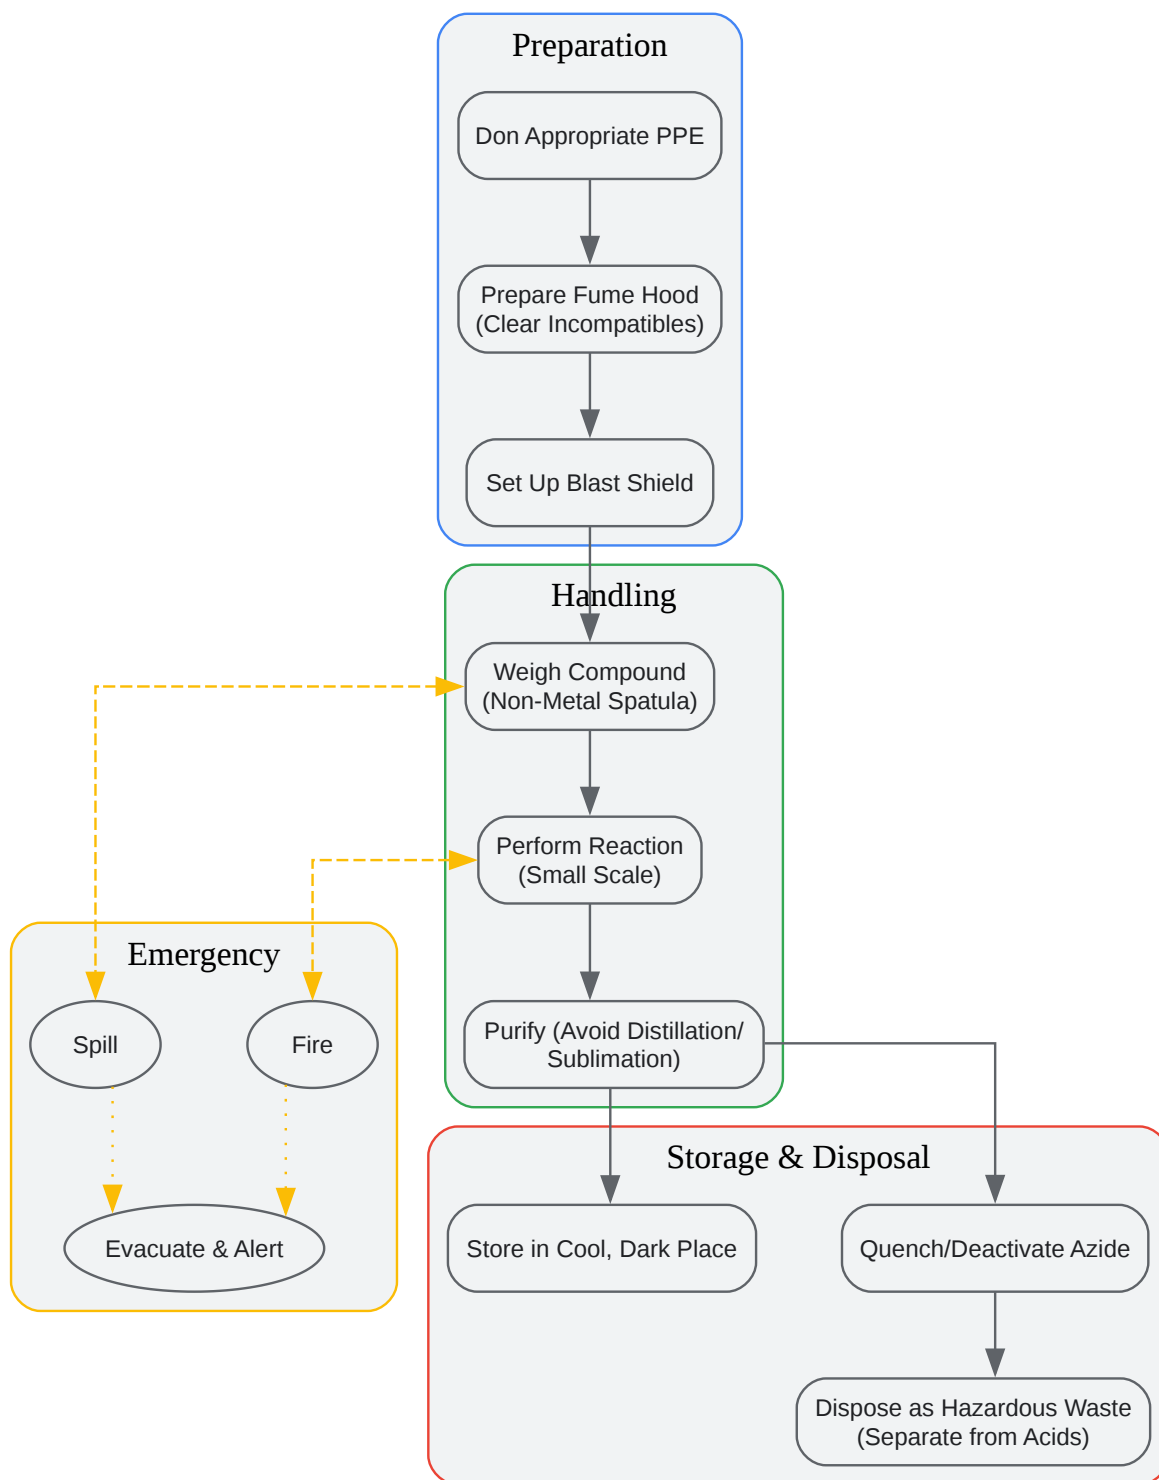 Preparation
Don Appropriate PPE
Prepare Fume Hood
(Clear Incompatibles)
Set Up Blast Shield
Handling
Weigh Compound
(Non-Metal Spatula)
Perform Reaction
(Small Scale)
Purify (Avoid Distillation/
Sublimation)
Emergency
Spill
Fire
Evacuate & Alert
Storage & Disposal
Store in Cool, Dark Place
Quench/Deactivate Azide
Dispose as Hazardous Waste
(Separate from Acids)